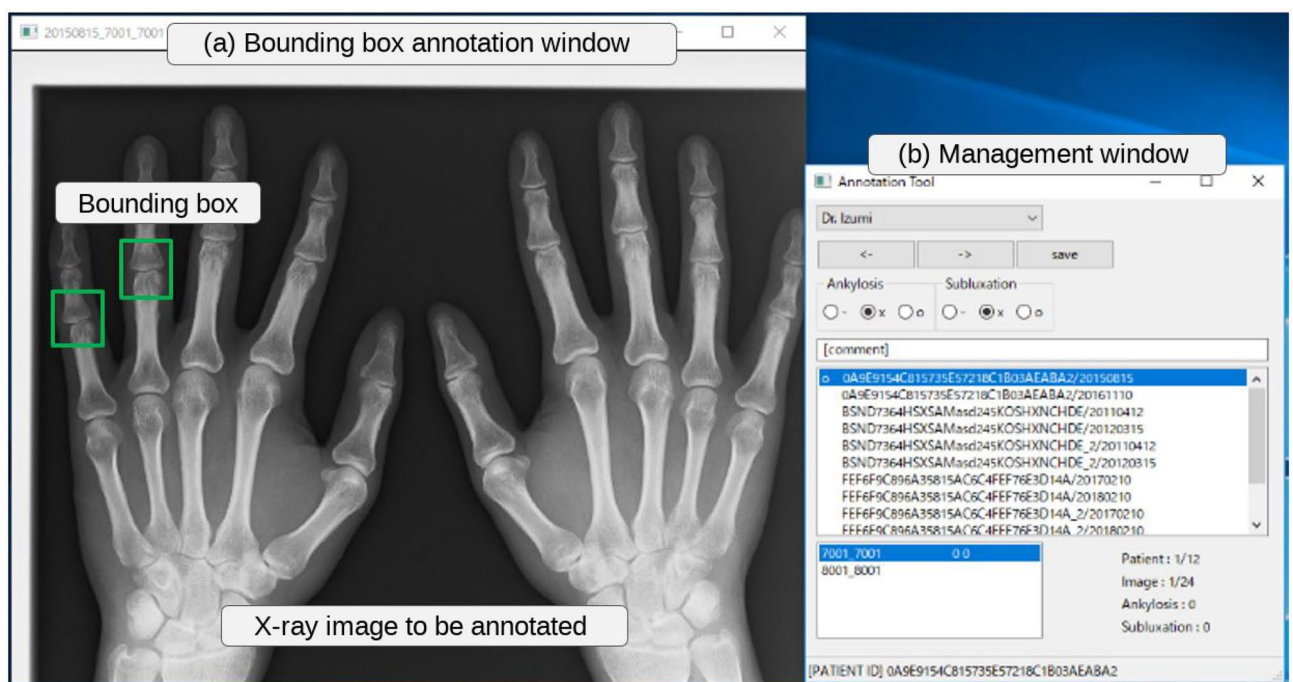 20150815_7001_7001
(a) Bounding box annotation window
Bounding box
X-ray image to be annotated
(b) Management window
Annotation Tool
Dr. Izumi
<- -> save
Ankylosis Subluxation
- x o - x o
[comment]
o 0A9E9154C815735E57218C1B03AEABA2/20150815
0A9E9154C815735E57218C1B03AEABA2/20161110
BSND7364HSXSAMasd245KOSHXNCHDE/20110412
BSND7364HSXSAMasd245KOSHXNCHDE/20120315
BSND7364HSXSAMasd245KOSHXNCHDE_2/20110412
BSND7364HSXSAMasd245KOSHXNCHDE_2/20120315
FEF6F9C896A35815AC6C4FEF76E3D14A/20170210
FEF6F9C896A35815AC6C4FEF76E3D14A/20180210
FEF6F9C896A35815AC6C4FEF76E3D14A_2/20170210
FEF6F9C896A35815AC6C4FEF76E3D14A_2/20180210
7001_7001 0 0
8001_8001
Patient : 1/12
Image : 1/24
Ankylosis : 0
Subluxation : 0
[PATIENT ID] 0A9E9154C815735E57218C1B03AEABA2